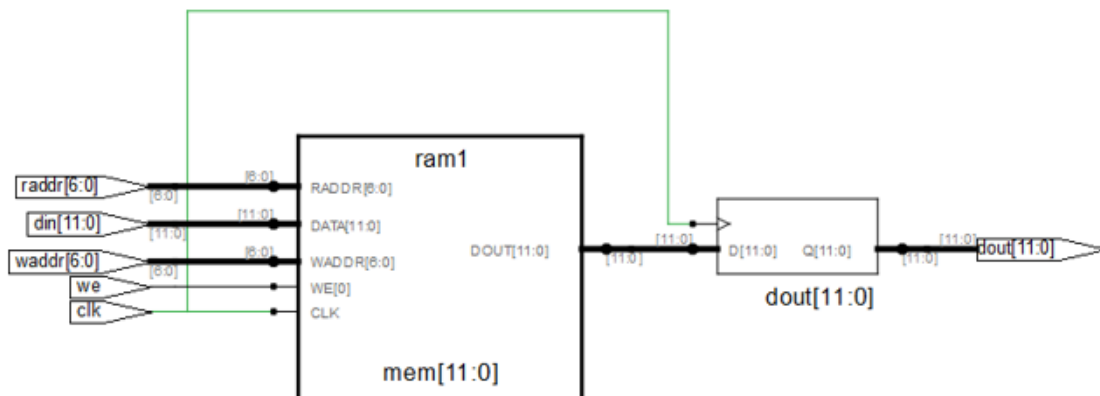 ram1
raddr[6:0]
[6:0]
[6:0]
RADDR[6:0]
din[11:0]
[11:0]
[11:0]
DATA[11:0]
waddr[6:0]
[6:0]
[6:0]
WADDR[6:0]
we
WE[0]
clk
CLK
DOUT[11:0]
[11:0]
[11:0]
D[11:0]
Q[11:0]
[11:0]
[11:0]
dout[11:0]
dout[11:0]
mem[11:0]